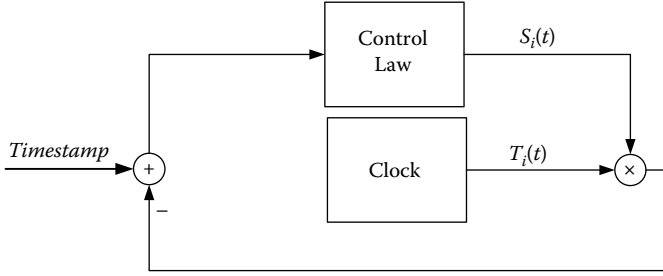 Control
Law
S_i(t)
Timestamp
+
Clock
T_i(t)
×
−